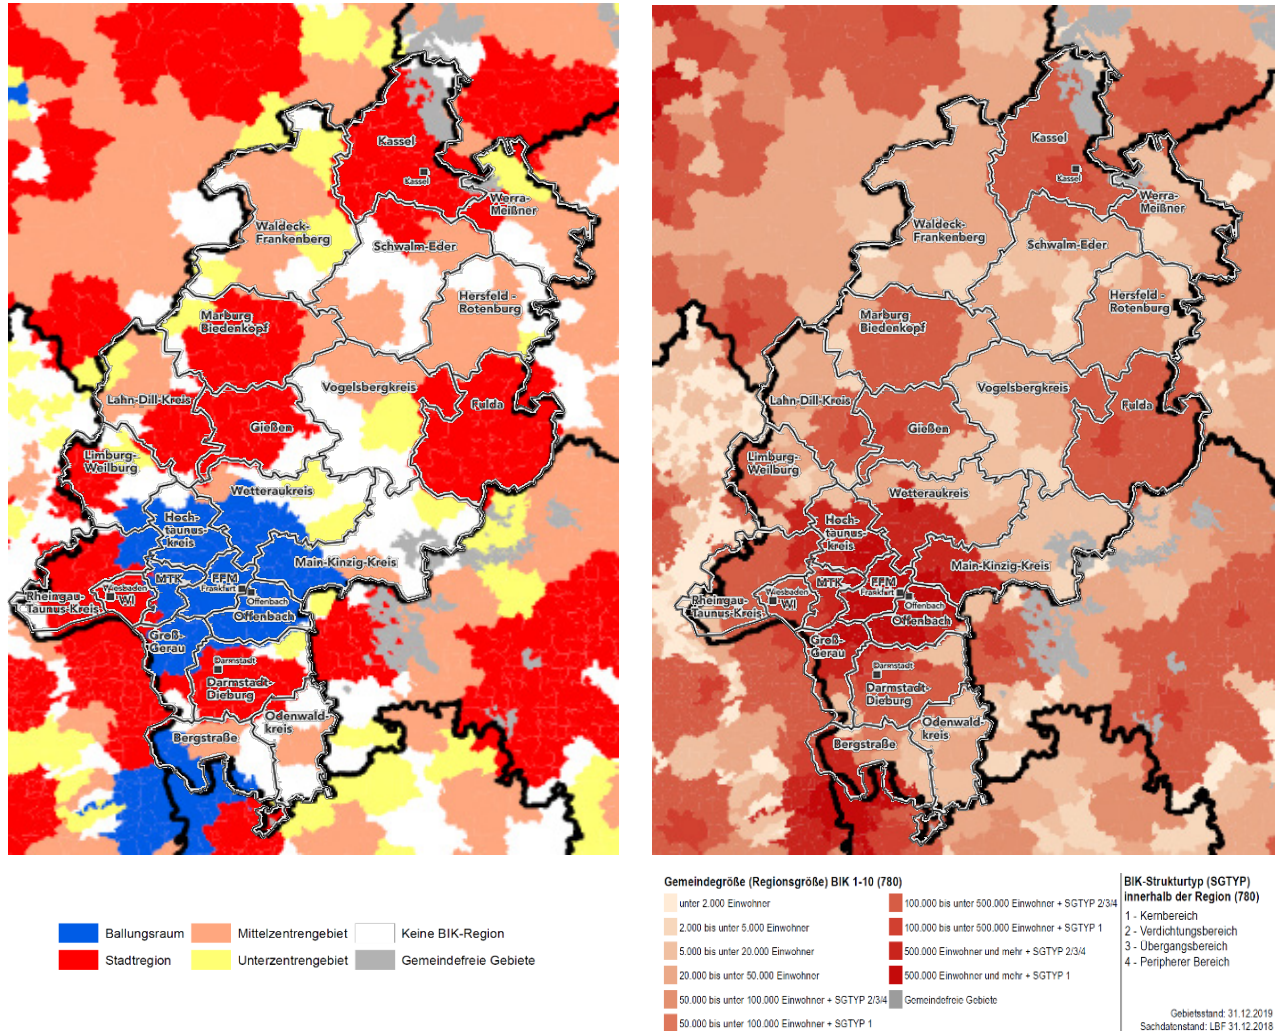 Kassel
Kassel
Werra-
Meißner
Waldeck-
Frankenberg
Schwalm-Eder
Hersfeld -
Rotenburg
Marburg
Biedenkopf
Vogelsbergkreis
Lahn-Dill-Kreis
Fulda
Gießen
Limburg-
Weilburg
Wetteraukreis
Hoch-
taunus-
kreis
Main-Kinzig-Kreis
MTK
FFM
Frankfurt
Wiesbaden
WI
Offenbach
Offenbach
Rheingau-
Taunus-Kreis
Groß-
Gerau
Darmstadt
Darmstadt-
Dieburg
Odenwald-
kreis
Bergstraße
Ballungsraum
Mittelzentrengebiet
Keine BIK-Region
Stadtregion
Unterzentrengebiet
Gemeindefreie Gebiete
Kassel
Kassel
Werra-
Meißner
Waldeck-
Frankenberg
Schwalm-Eder
Hersfeld -
Rotenburg
Marburg
Biedenkopf
Vogelsbergkreis
Lahn-Dill-Kreis
Fulda
Gießen
Limburg-
Weilburg
Wetteraukreis
Hoch-
taunus-
kreis
Main-Kinzig-Kreis
MTK
FFM
Frankfurt
Wiesbaden
WI
Offenbach
Offenbach
Rheingau-
Taunus-Kreis
Groß-
Gerau
Darmstadt
Darmstadt-
Dieburg
Odenwald-
kreis
Bergstraße
Gemeindegröße (Regionsgröße) BIK 1-10 (780)
unter 2.000 Einwohner
2.000 bis unter 5.000 Einwohner
5.000 bis unter 20.000 Einwohner
20.000 bis unter 50.000 Einwohner
50.000 bis unter 100.000 Einwohner + SGTYP 2/3/4
50.000 bis unter 100.000 Einwohner + SGTYP 1
100.000 bis unter 500.000 Einwohner + SGTYP 2/3/4
100.000 bis unter 500.000 Einwohner + SGTYP 1
500.000 Einwohner und mehr + SGTYP 2/3/4
500.000 Einwohner und mehr + SGTYP 1
Gemeindefreie Gebiete
BIK-Strukturtyp (SGTYP)
innerhalb der Region (780)
1 - Kernbereich
2 - Verdichtungsbereich
3 - Übergangsbereich
4 - Peripherer Bereich
Gebietsstand: 31.12.2019
Sachdatenstand: LBF 31.12.2018